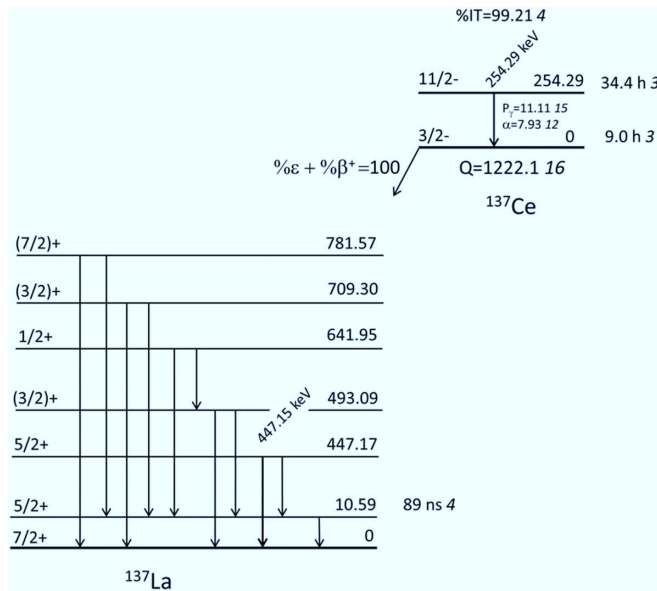 %IT=99.21 4
254.29 keV
11/2- 254.29 34.4 h 3
Pγ=11.11 15
α=7.93 12
3/2- 0 9.0 h 3
%ε + %β⁺=100 Q=1222.1 16
¹³⁷Ce
(7/2)+ 781.57
(3/2)+ 709.30
1/2+ 641.95
(3/2)+ 493.09
447.15 keV
5/2+ 447.17
5/2+ 10.59 89 ns 4
7/2+ 0
¹³⁷La